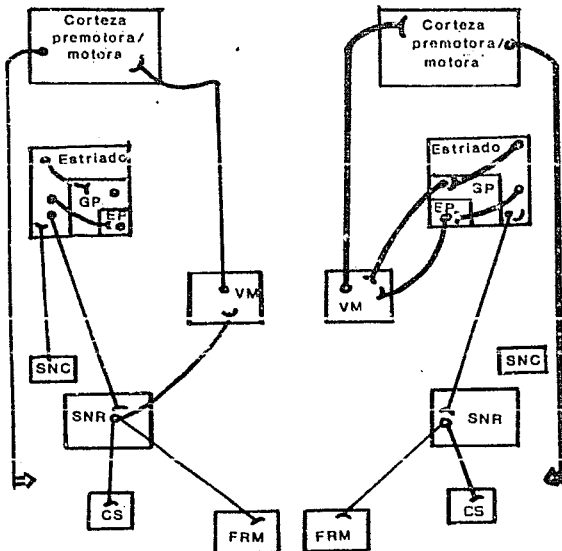 Corteza
premotora/
motora
Corteza
premotora/
motora
Estriado
GP
EP
Estriado
GP
EP
VM
VM
SNC
SNC
SNR
SNR
CS
CS
FRM
FRM